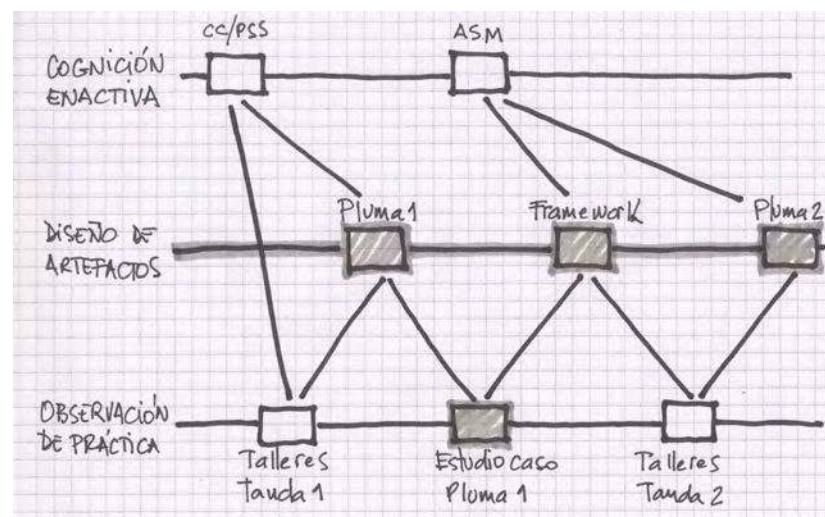 CC/PSS
ASM
COGNICIÓN
ENACTIVA
Pluma 1
Framework
Pluma 2
DISEÑO DE
ARTEFACTOS
OBSERVACIÓN
DE PRÁCTICA
Talleres
Tanda 1
Estudio caso
Pluma 1
Talleres
Tanda 2